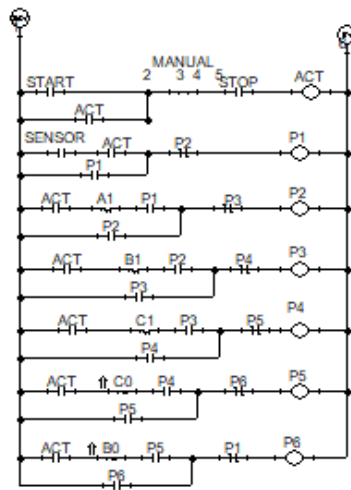 MANUAL
2 3 4 5
START STOP ACT
ACT
SENSOR ACT P2 P1
P1
ACT A1 P1 P3 P2
P2
ACT B1 P2 P4 P3
P3
ACT C1 P3 P5 P4
P4
ACT ⇑ C0 P4 P6 P5
P5
ACT ⇑ B0 P5 P1 P6
P6